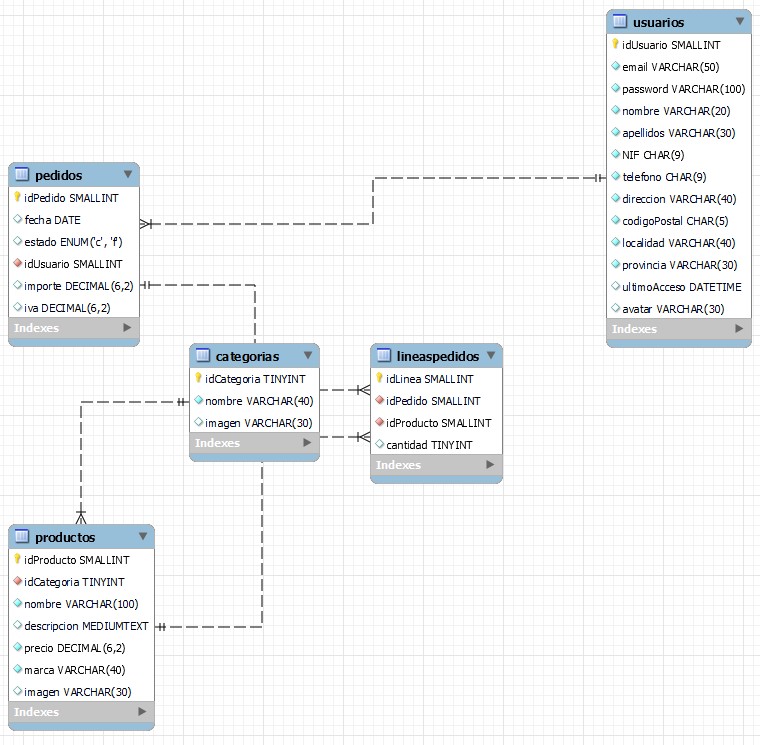 usuarios
idUsuario SMALLINT
email VARCHAR(50)
password VARCHAR(100)
nombre VARCHAR(20)
apellidos VARCHAR(30)
NIF CHAR(9)
telefono CHAR(9)
direccion VARCHAR(40)
codigoPostal CHAR(5)
localidad VARCHAR(40)
provincia VARCHAR(30)
ultimoAcceso DATETIME
avatar VARCHAR(30)
Indexes
pedidos
idPedido SMALLINT
fecha DATE
estado ENUM('c', 'f')
idUsuario SMALLINT
importe DECIMAL(6,2)
iva DECIMAL(6,2)
Indexes
categorias
idCategoria TINYINT
nombre VARCHAR(40)
imagen VARCHAR(30)
Indexes
lineaspedidos
idLinea SMALLINT
idPedido SMALLINT
idProducto SMALLINT
cantidad TINYINT
Indexes
productos
idProducto SMALLINT
idCategoria TINYINT
nombre VARCHAR(100)
descripcion MEDIUMTEXT
precio DECIMAL(6,2)
marca VARCHAR(40)
imagen VARCHAR(30)
Indexes